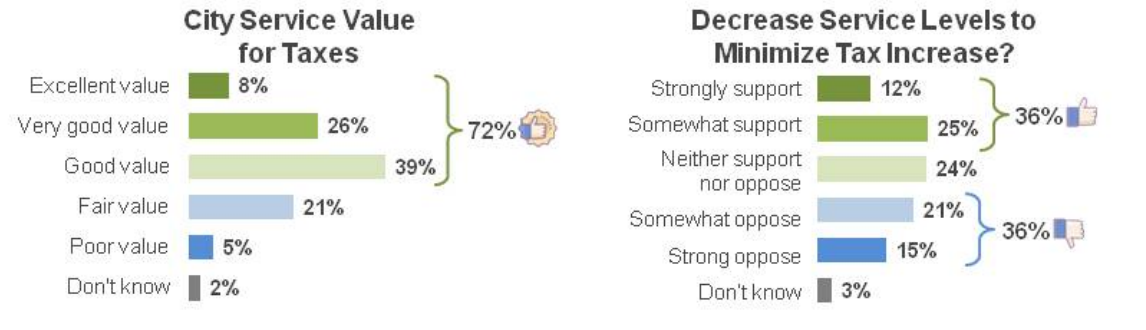 City Service Value
for Taxes
Excellent value 8%
Very good value 26%
Good value 39%
72%
Fair value 21%
Poor value 5%
Don't know 2%
Decrease Service Levels to
Minimize Tax Increase?
Strongly support 12%
Somewhat support 25%
36%
Neither support
nor oppose 24%
Somewhat oppose 21%
Strong oppose 15%
36%
Don't know 3%